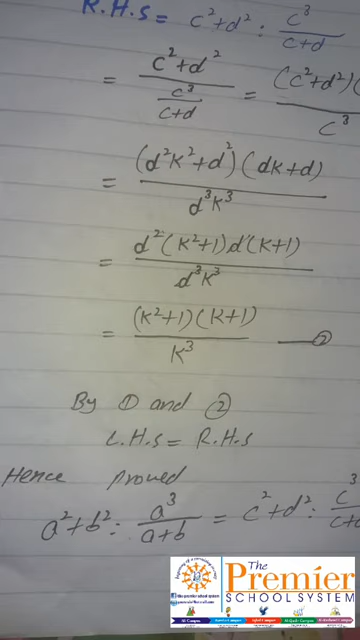 R.H.S = c²+d² : c³/(c+d)
= (c²+d²)/(c³/(c+d)) = (c²+d²)(/c³
= (d²k²+d²)(dk+d)/d³k³
= d²(k²+1)d(k+1)/d³k³
= (k²+1)(k+1)/k³ —②
By ① and ②
L.H.S = R.H.S
Hence proved
a²+b² : a³/(a+b) = c²+d² : c³/(c+d
The
Premier
SCHOOL SYSTEM